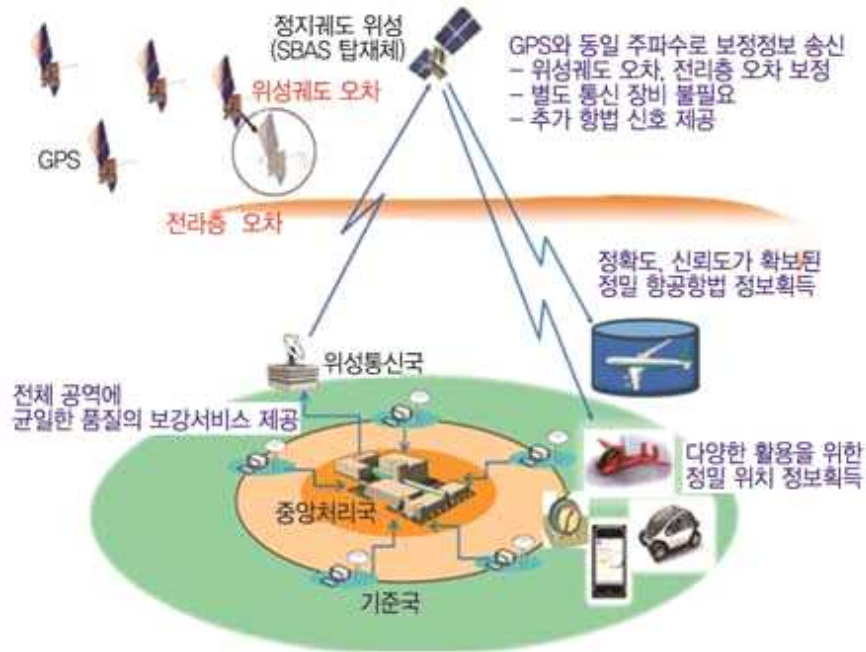 정지궤도 위성
(SBAS 탑재체)
GPS와 동일 주파수로 보정정보 송신
– 위성궤도 오차, 전리층 오차 보정
– 별도 통신 장비 불필요
– 추가 항법 신호 제공
위성궤도 오차
GPS
전라층 오차
정확도, 신뢰도가 확보된
정밀 항공항법 정보획득
위성통신국
전체 공역에
균일한 품질의 보강서비스 제공
다양한 활용을 위한
정밀 위치 정보획득
중앙처리국
기준국